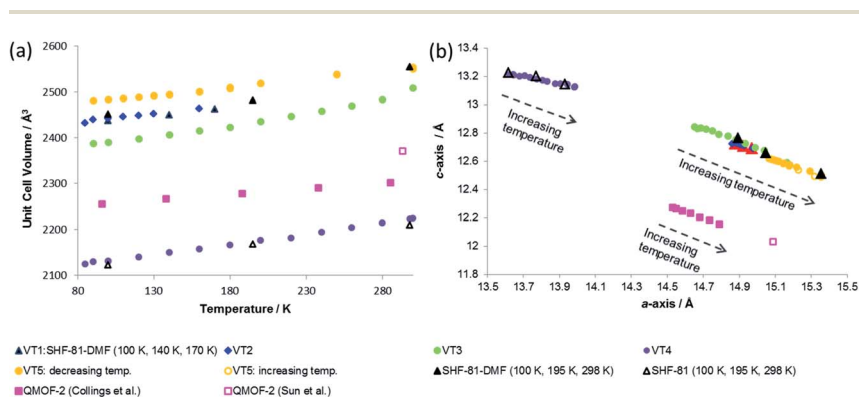 (a)
2600
2500
2400
2300
2200
2100
80
130
180
230
280
Unit Cell Volume / Å³
Temperature / K
(b)
13.4
13.2
13
12.8
12.6
12.4
12.2
12
11.8
13.5
13.7
13.9
14.1
14.3
14.5
14.7
14.9
15.1
15.3
15.5
c-axis / Å
a-axis / Å
Increasing
temperature
Increasing temperature
Increasing
temperature
VT1:SHF-81-DMF (100 K, 140 K, 170 K)
VT2
VT3
VT4
VT5: decreasing temp.
VT5: increasing temp.
SHF-81-DMF (100 K, 195 K, 298 K)
SHF-81 (100 K, 195 K, 298 K)
QMOF-2 (Collings et al.)
QMOF-2 (Sun et al.)